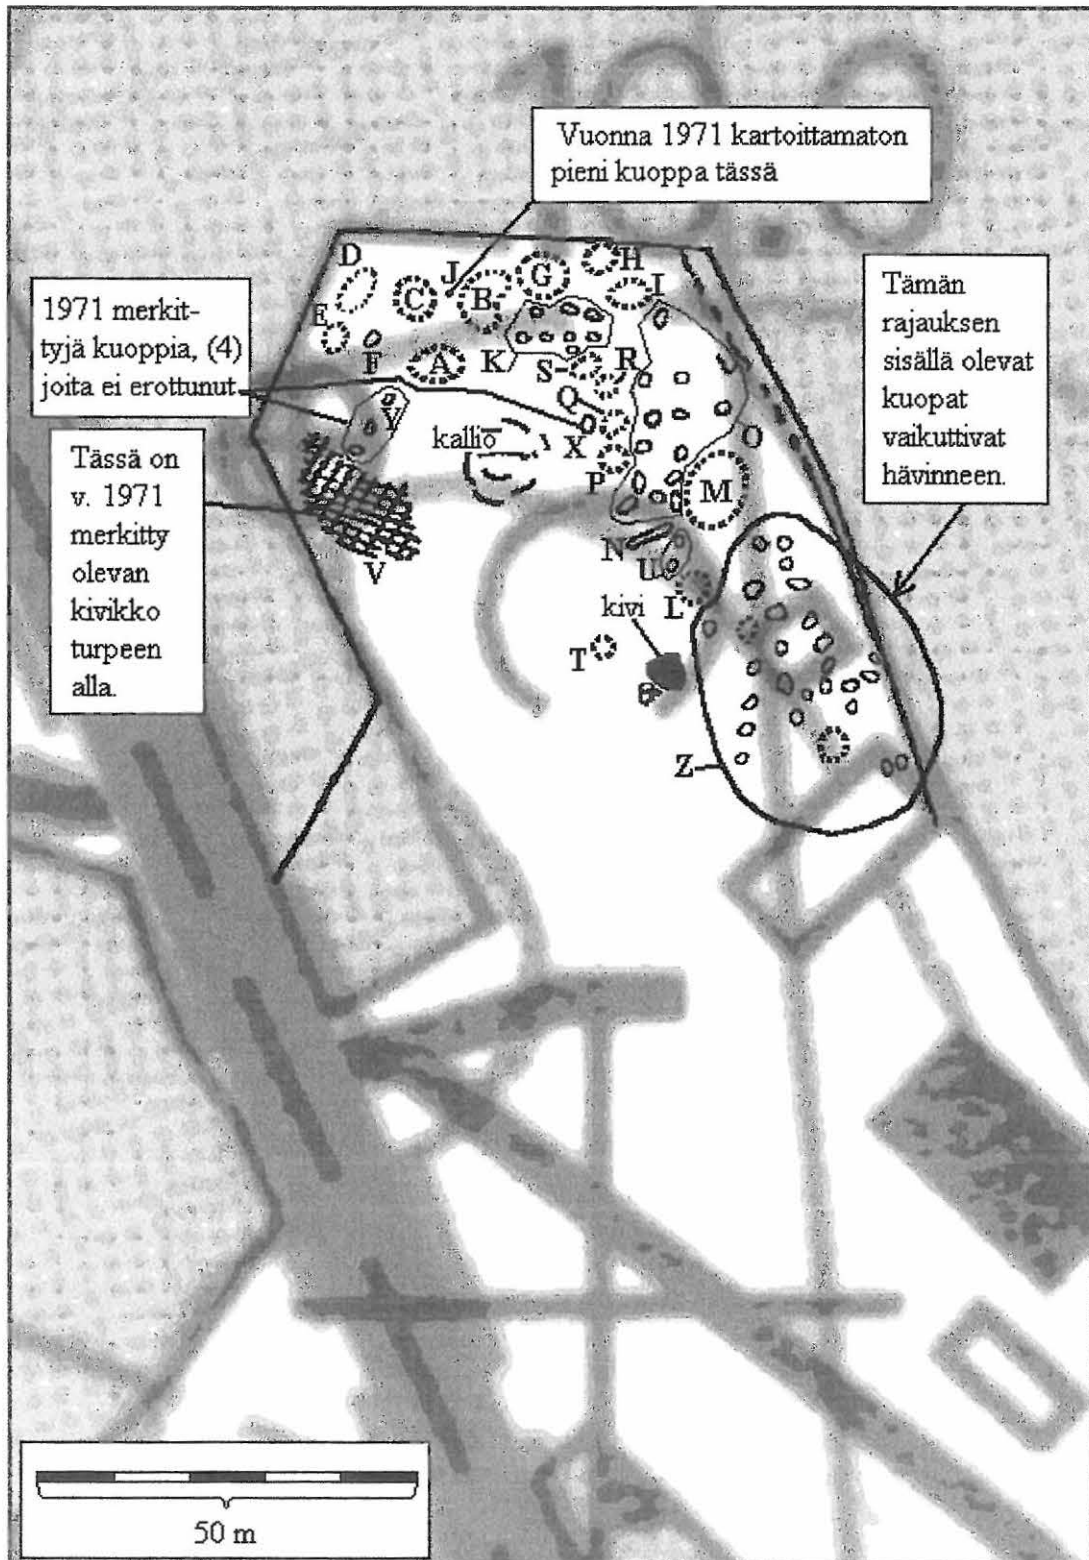 100
Vuonna 1971 kartoittamaton
pieni kuoppa tässä
D
J
G
H
I
C
B
E
F
A
K
S
R
Q
1971 merkit-
tyjä kuoppia, (4)
joita ei erottunut
Tämän
rajauksen
sisällä olevat
kuopat
vaikuttivat
hävinneen.
Y
kallio
X
O
P
M
Tässä on
v. 1971
merkitty
olevan
kivikko
turpeen
alla.
V
N
U
L
kivi
T
Z
50 m